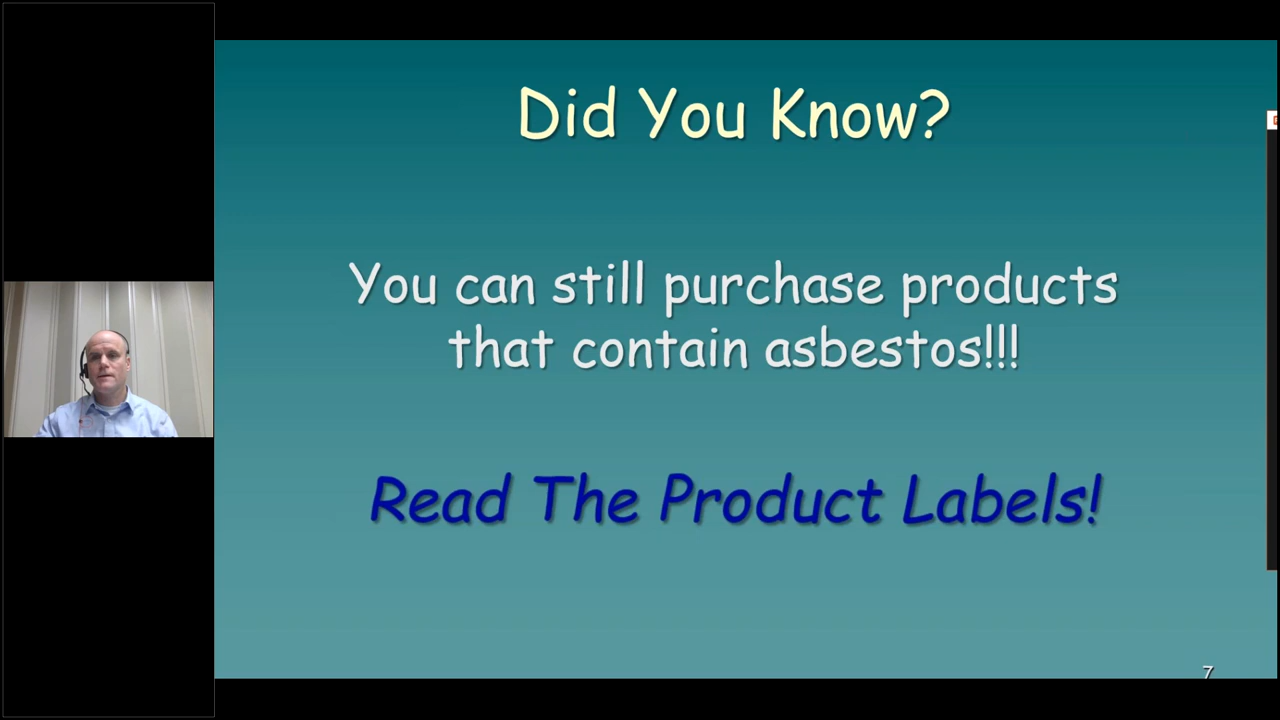 Did You Know?
You can still purchase products
that contain asbestos!!!
Read The Product Labels!
7